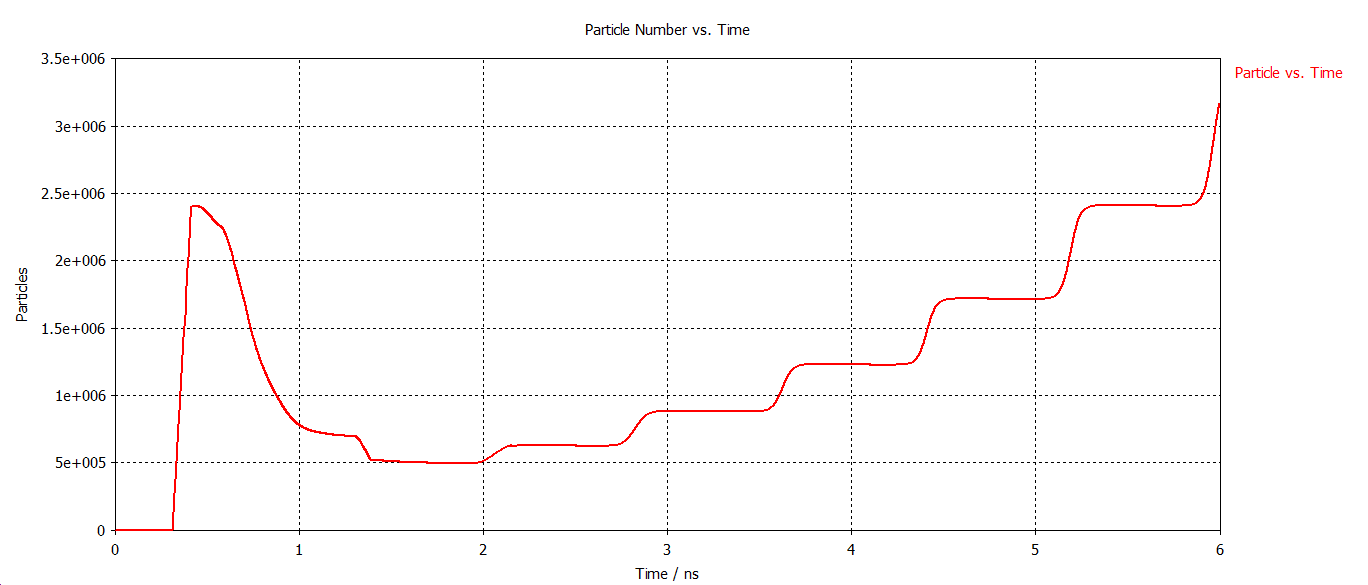 Particle Number vs. Time
3.5e+006
Particle vs. Time
3e+006
2.5e+006
2e+006
1.5e+006
1e+006
5e+005
0
Particles
0 1 2 3 4 5 6
Time / ns